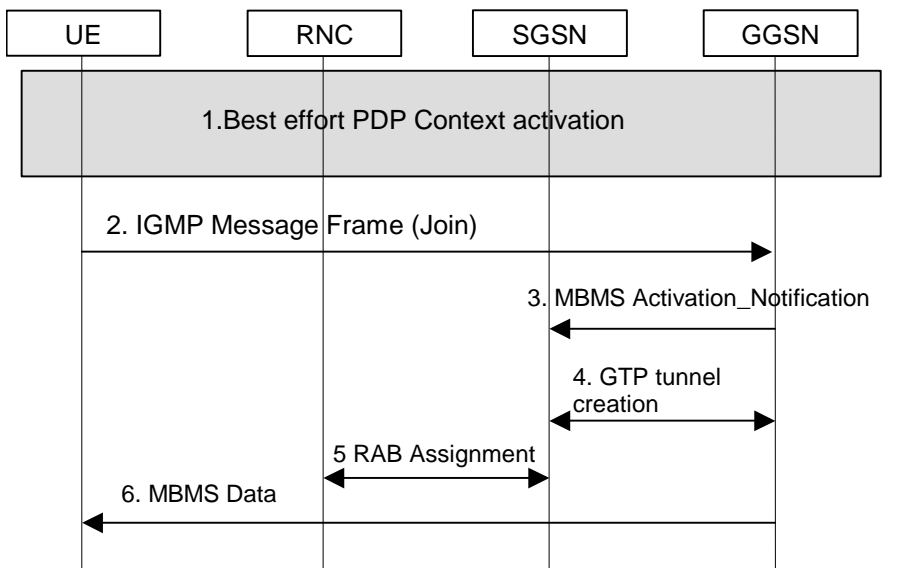 UE RNC SGSN GGSN
1.Best effort PDP Context activation
2. IGMP Message Frame (Join)
3. MBMS Activation_Notification
4. GTP tunnel
creation
5 RAB Assignment
6. MBMS Data